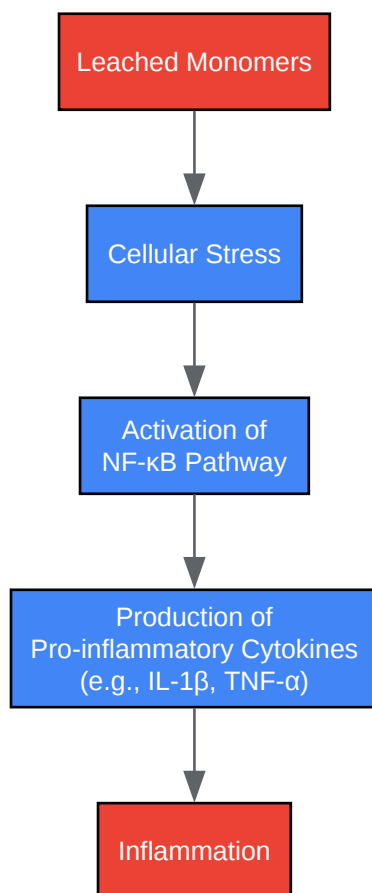 Leached Monomers
Cellular Stress
Activation of
NF-κB Pathway
Production of
Pro-inflammatory Cytokines
(e.g., IL-1β, TNF-α)
Inflammation